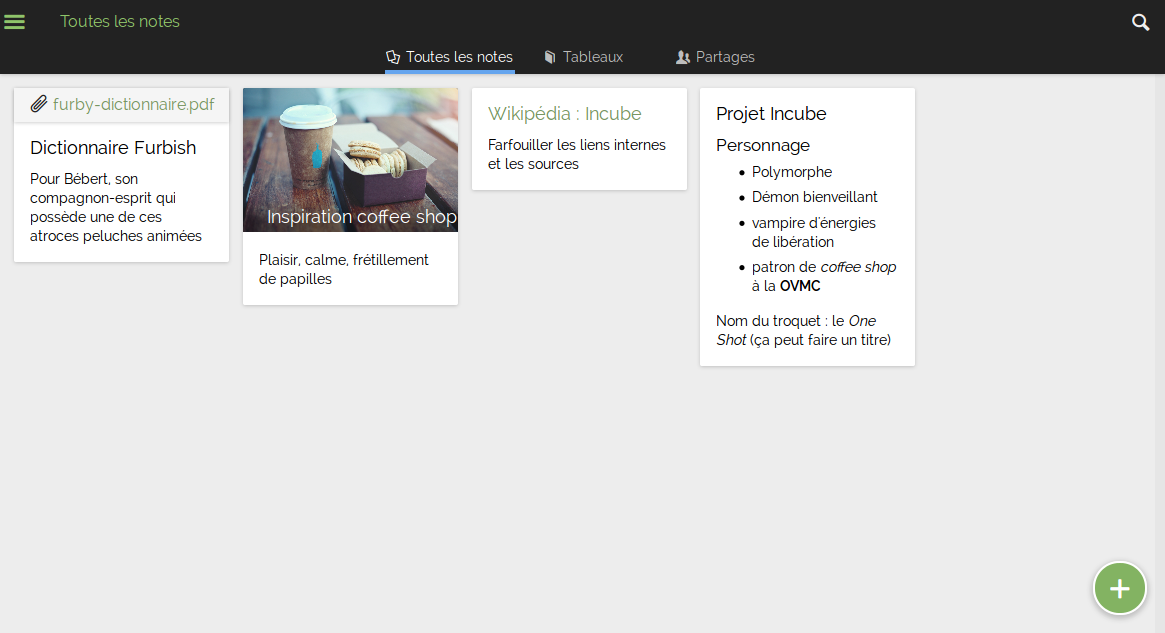 Toutes les notes
Toutes les notes
Tableaux
Partages
furby-dictionnaire.pdf
Dictionnaire Furbish
Pour Bébert, son
compagnon-esprit qui
possède une de ces
atroces peluches animées
Inspiration coffee shop
Plaisir, calme, frétillement
de papilles
Wikipédia : Incube
Farfouiller les liens internes
et les sources
Projet Incube
Personnage
• Polymorphe
• Démon bienveillant
• vampire d'énergies
de libération
• patron de coffee shop
à la OVMC
Nom du troquet : le One
Shot (ça peut faire un titre)